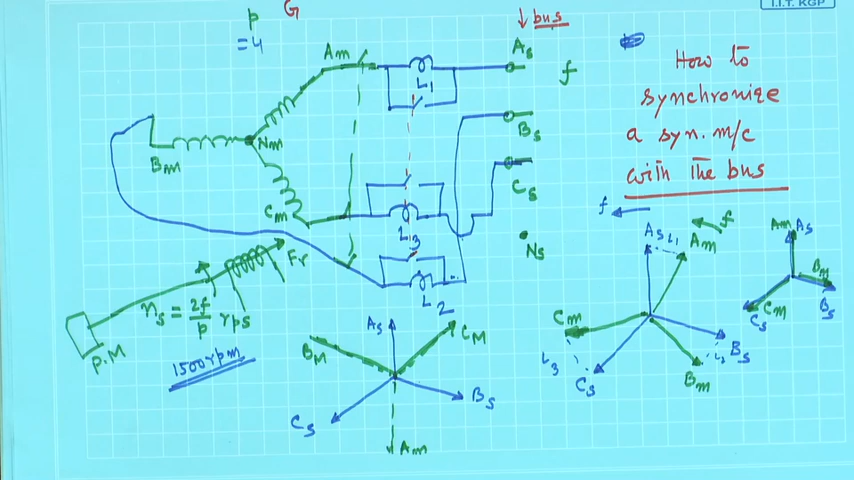 I.I.T. KGP
p
= 4
G
↓ bus
Am
As
L1
f
Bs
Cs
Ns
Bm
Nm
Cm
L3
L2
How to
synchronize
a syn. m/c
with the bus
Fr
ns = 2f/p rps
1500 rpm
P.M
As
BM
CM
Cs
Bs
Am
f
f
As
L1
Am
Cm
L3
Cs
L2
Bs
Bm
Am
As
Bm
Bs
Cm
Cs